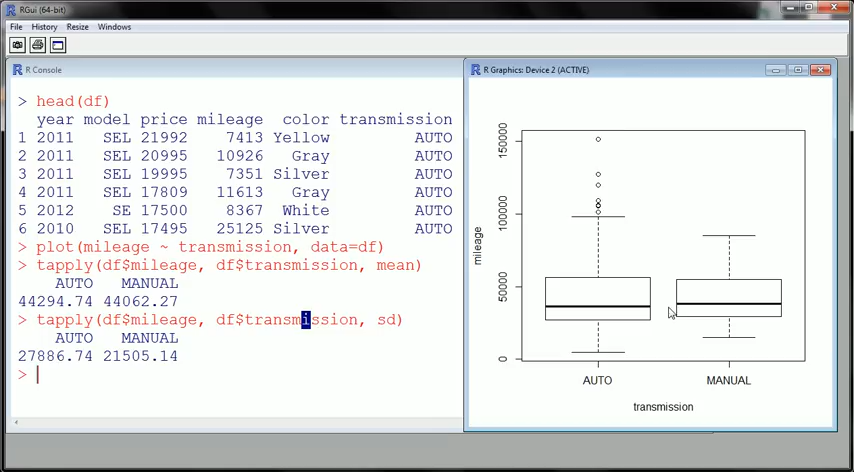 RGui (64-bit)
File History Resize Windows
R Console
> head(df)
year model price mileage color transmission
1 2011 SEL 21992 7413 Yellow AUTO
2 2011 SEL 20995 10926 Gray AUTO
3 2011 SEL 19995 7351 Silver AUTO
4 2011 SEL 17809 11613 Gray AUTO
5 2012 SE 17500 8367 White AUTO
6 2010 SEL 17495 25125 Silver AUTO
> plot(mileage ~ transmission, data=df)
> tapply(df$mileage, df$transmission, mean)
AUTO MANUAL
44294.74 44062.27
> tapply(df$mileage, df$transmission, sd)
AUTO MANUAL
27886.74 21505.14
>
R Graphics: Device 2 (ACTIVE)
150000
100000
50000
0
mileage
AUTO MANUAL
transmission